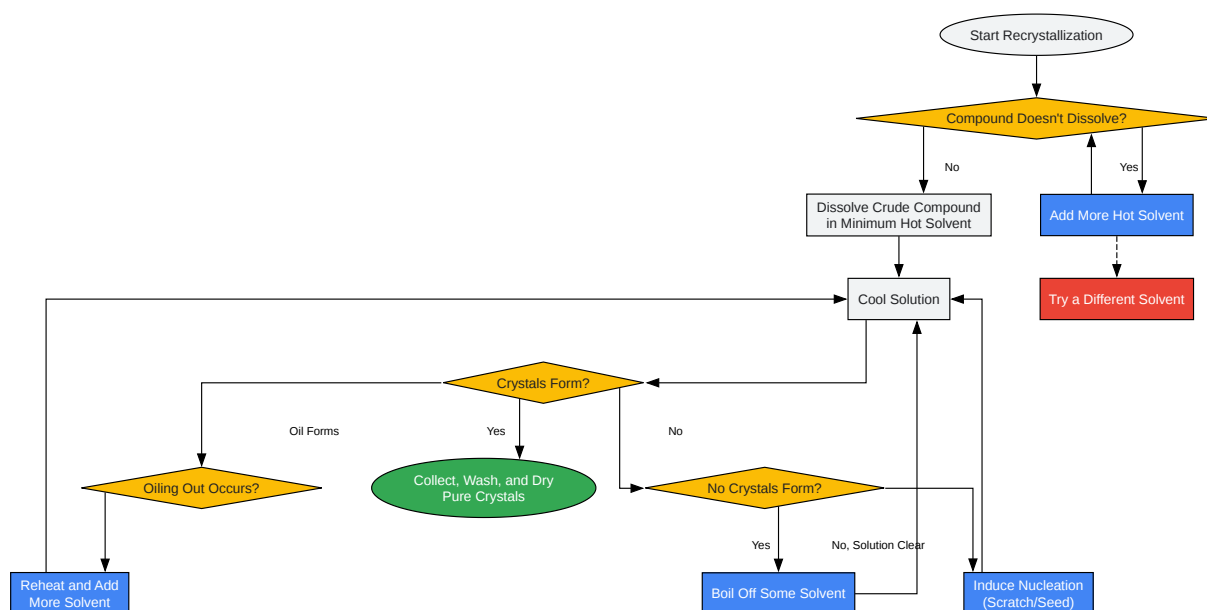 Start Recrystallization
Compound Doesn't Dissolve?
No
Yes
Dissolve Crude Compound
in Minimum Hot Solvent
Add More Hot Solvent
Cool Solution
Try a Different Solvent
Crystals Form?
Oil Forms
Yes
No
Oiling Out Occurs?
Collect, Wash, and Dry
Pure Crystals
No Crystals Form?
Yes
No, Solution Clear
Reheat and Add
More Solvent
Boil Off Some Solvent
Induce Nucleation
(Scratch/Seed)